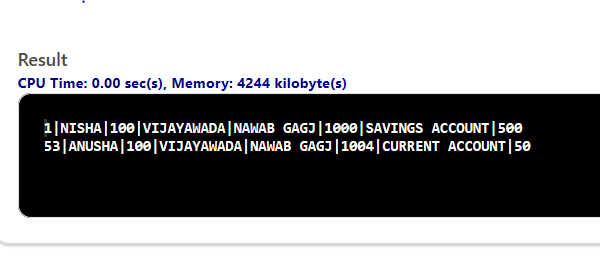 Result
CPU Time: 0.00 sec(s), Memory: 4244 kilobyte(s)
1|NISHA|100|VIJAYAWADA|NAWAB GAGJ|1000|SAVINGS ACCOUNT|500
53|ANUSHA|100|VIJAYAWADA|NAWAB GAGJ|1004|CURRENT ACCOUNT|50